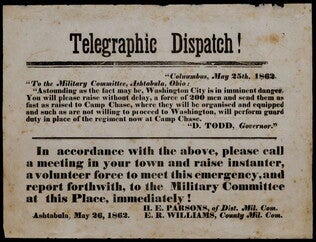 Telegraphic Dispatch!
"Columbus, May 25th, 1862.
"To the Military Committee, Ashtabula, Ohio:
"Astounding as the fact may be, Washington City is in imminent danger.
You will please raise without delay, a force of 200 men and send them as
fast as raised to Camp Chase, where they will be organised and equipped
and such as are not willing to proceed to Washington, will perform guard
duty in place of the regiment now at Camp Chase.
"D. TODD, Governor."
In accordance with the above, please call
a meeting in your town and raise instanter,
a volunteer force to meet this emergency, and
report forthwith, to the Military Committee
at this Place, immediately!
H. E. PARSONS, of Dist. Mil. Com.
Ashtabula, May 26, 1862. E. R. WILLIAMS, County Mil. Com.